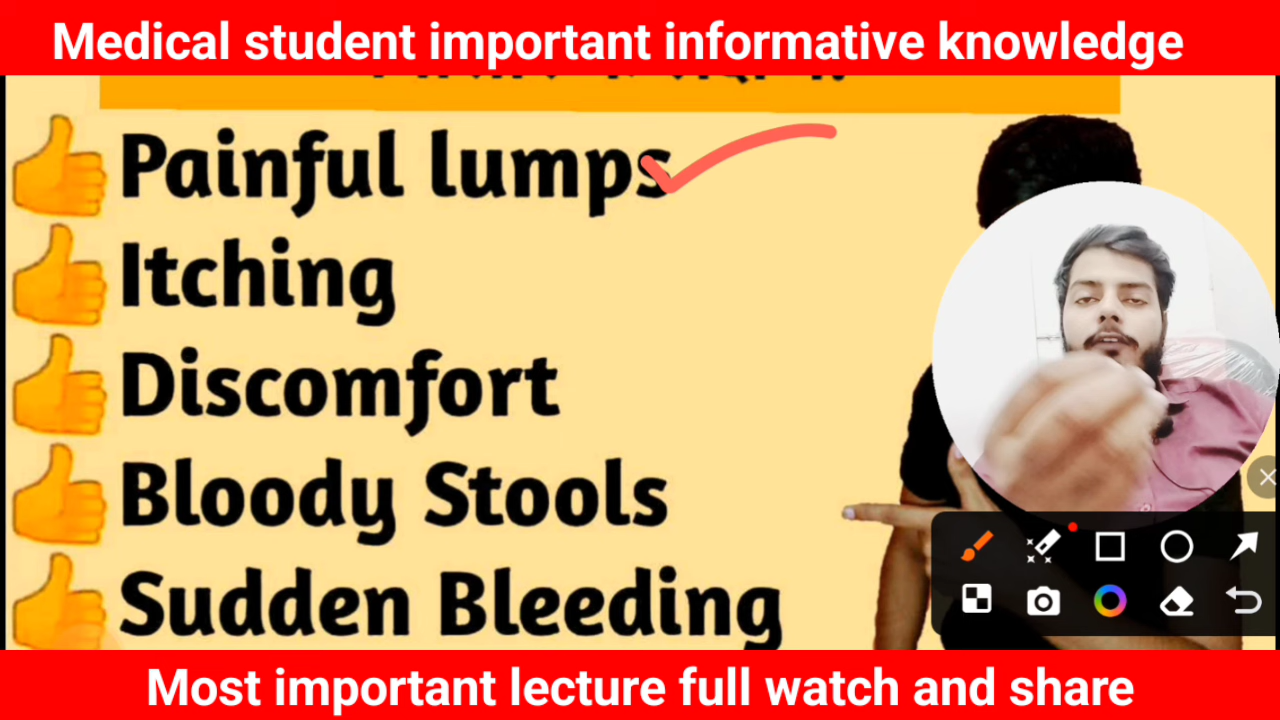 Medical student important informative knowledge
Painful lumps
Itching
Discomfort
Bloody Stools
Sudden Bleeding
Most important lecture full watch and share